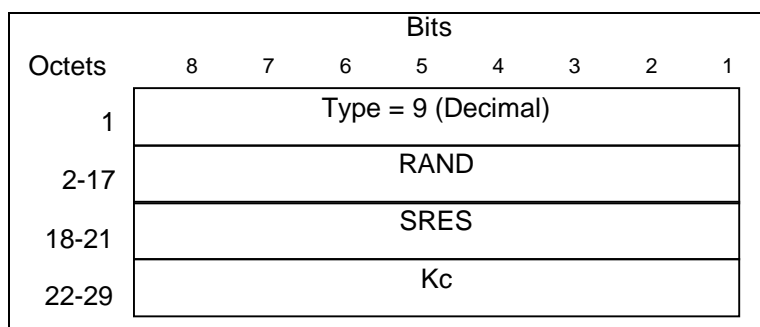 Bits
Octets 8 7 6 5 4 3 2 1
1 Type = 9 (Decimal)
2-17 RAND
18-21 SRES
22-29 Kc